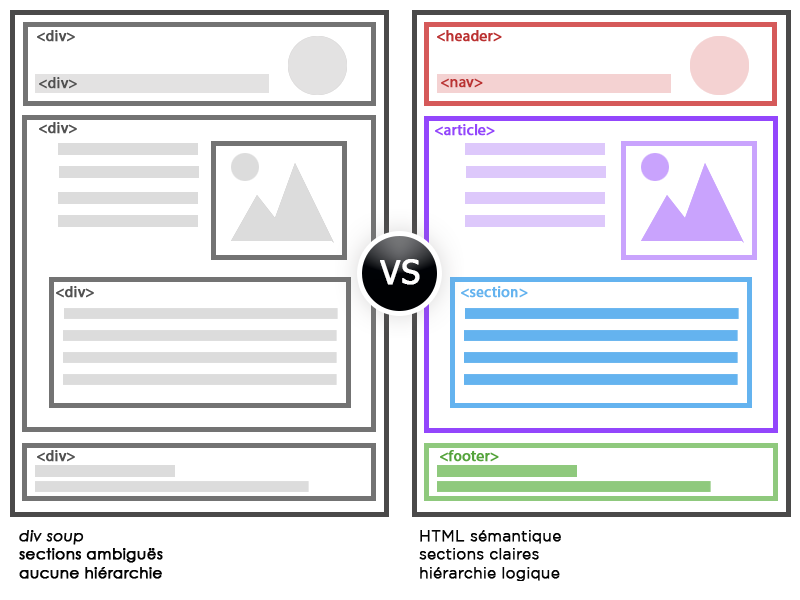 <div>
<div>
<div>
<div>
<div>
div soup
sections ambiguës
aucune hiérarchie
VS
<header>
<nav>
<article>
<section>
<footer>
HTML sémantique
sections claires
hiérarchie logique